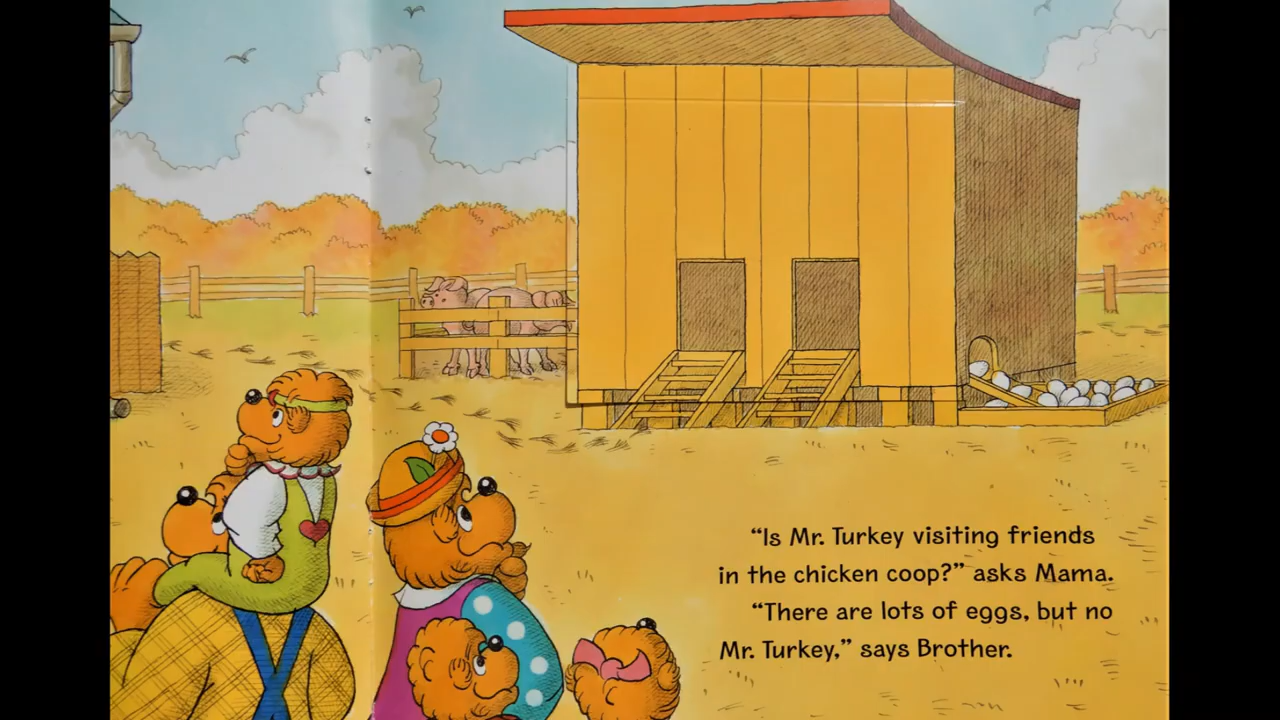 “Is Mr. Turkey visiting friends
in the chicken coop?” asks Mama.
“There are lots of eggs, but no
Mr. Turkey,” says Brother.